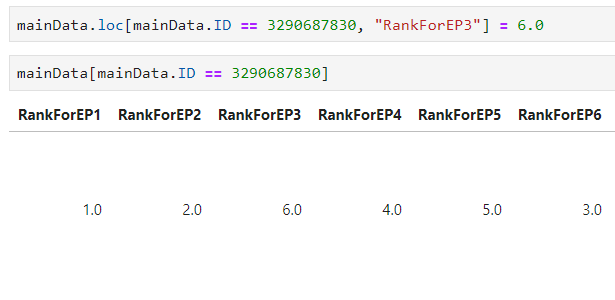 mainData.loc[mainData.ID == 3290687830, "RankForEP3"] = 6.0
mainData[mainData.ID == 3290687830]
RankForEP1 RankForEP2 RankForEP3 RankForEP4 RankForEP5 RankForEP6
1.0 2.0 6.0 4.0 5.0 3.0